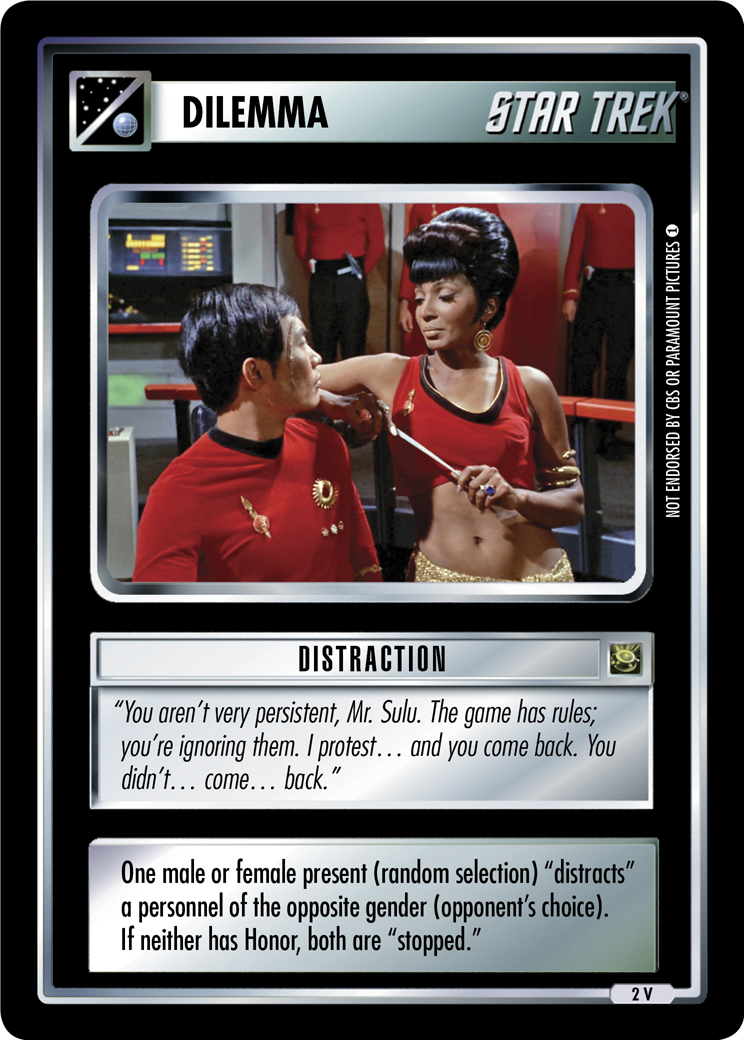 DILEMMA
STAR TREK®
NOT ENDORSED BY CBS OR PARAMOUNT PICTURES 1
DISTRACTION
“You aren’t very persistent, Mr. Sulu. The game has rules;
you’re ignoring them. I protest… and you come back. You
didn’t… come… back.”
One male or female present (random selection) “distracts”
a personnel of the opposite gender (opponent’s choice).
If neither has Honor, both are “stopped.”
2 V